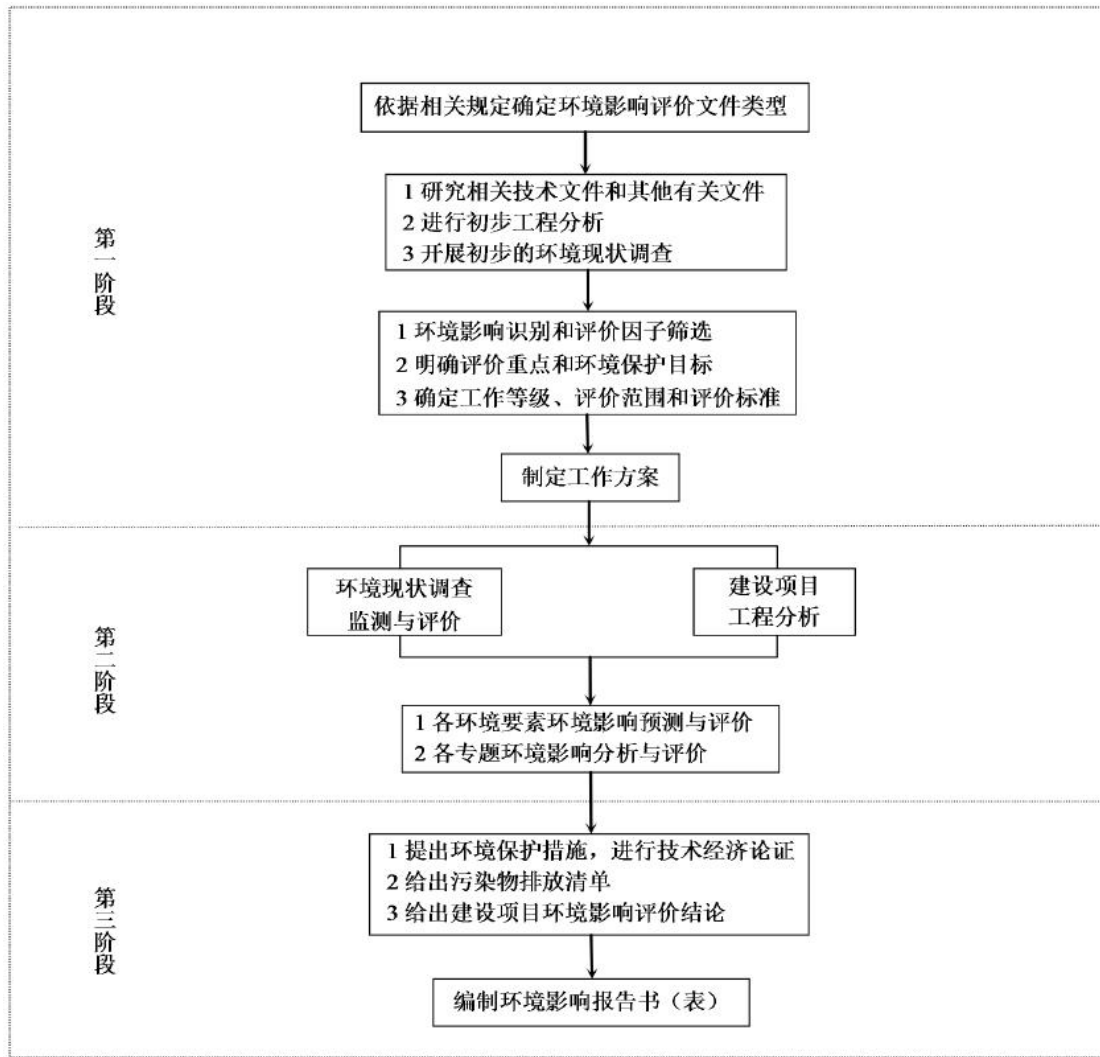 第一阶段
依据相关规定确定环境影响评价文件类型
1 研究相关技术文件和其他有关文件
2 进行初步工程分析
3 开展初步的环境现状调查
1 环境影响识别和评价因子筛选
2 明确评价重点和环境保护目标
3 确定工作等级、评价范围和评价标准
制定工作方案
第二阶段
环境现状调查
监测与评价
建设项目
工程分析
1 各环境要素环境影响预测与评价
2 各专题环境影响分析与评价
第三阶段
1 提出环境保护措施，进行技术经济论证
2 给出污染物排放清单
3 给出建设项目环境影响评价结论
编制环境影响报告书（表）